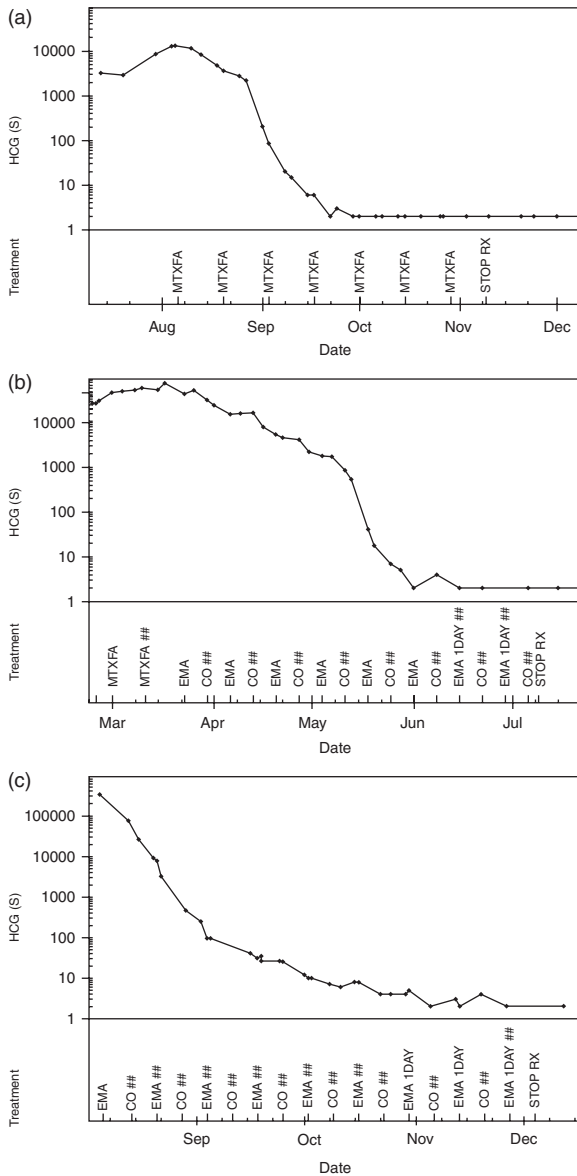 (a)
10000
1000
100
10
1
HCG (S)
Treatment
MTXFA MTXFA MTXFA MTXFA MTXFA MTXFA MTXFA STOP RX
Aug Sep Oct Nov Dec
Date
(b)
10000
1000
100
10
1
HCG (S)
Treatment
MTXFA MTXFA ## EMA CO ## EMA CO ## EMA CO ## EMA CO ## EMA CO ## EMA CO ## EMA 1DAY ## CO ## EMA 1DAY ## CO ## STOP RX
Mar Apr May Jun Jul
Date
(c)
100000
10000
1000
100
10
1
HCG (S)
Treatment
EMA CO ## EMA ## CO ## EMA ## CO ## EMA ## CO ## EMA ## CO ## EMA ## CO ## EMA 1DAY CO ## EMA 1DAY CO ## EMA 1DAY ## STOP RX
Sep Oct Nov Dec
Date